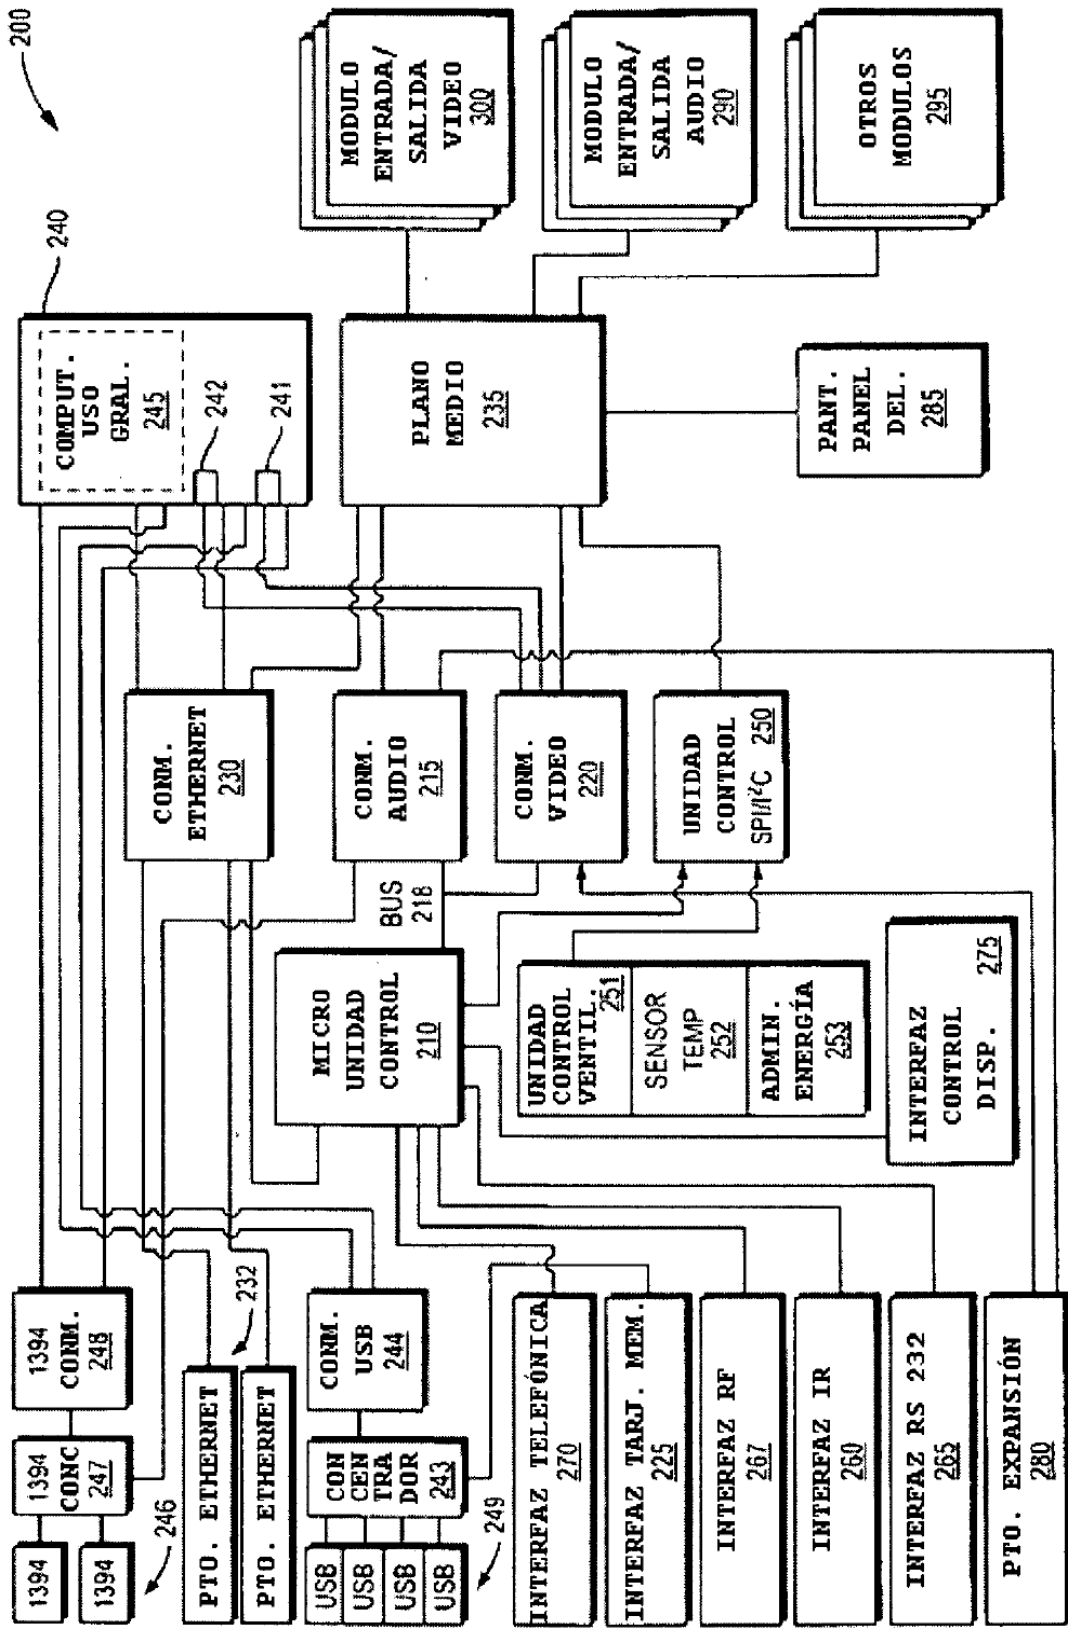 1394
1394
246
1394
CONC
247
1394
CONM.
248
PTO. ETHERNET
PTO. ETHERNET
232
USB
USB
USB
USB
249
CON
CEN
TRA
DOR
243
CONM.
USB
244
INTERFAZ TELEFÓNICA
270
INTERFAZ TARJ. MEM.
225
INTERFAZ RF
267
INTERFAZ IR
260
INTERFAZ RS 232
265
PTO. EXPANSIÓN
280
MICRO
UNIDAD
CONTROL
210
BUS
218
UNIDAD
CONTROL
VENTIL.
251
SENSOR
TEMP
252
ADMIN.
ENERGÍA
253
INTERFAZ
CONTROL
DISP.
275
CONM.
ETHERNET
230
CONM.
AUDIO
215
CONM.
VIDEO
220
UNIDAD
CONTROL
SPI/I²C 250
COMPUT.
USO
GRAL.
245
242
241
240
PLANO
MEDIO
235
PANT.
PANEL
DEL.
285
200
MODULO
ENTRADA/
SALIDA
VIDEO
300
MODULO
ENTRADA/
SALIDA
AUDIO
290
OTROS
MODULOS
295